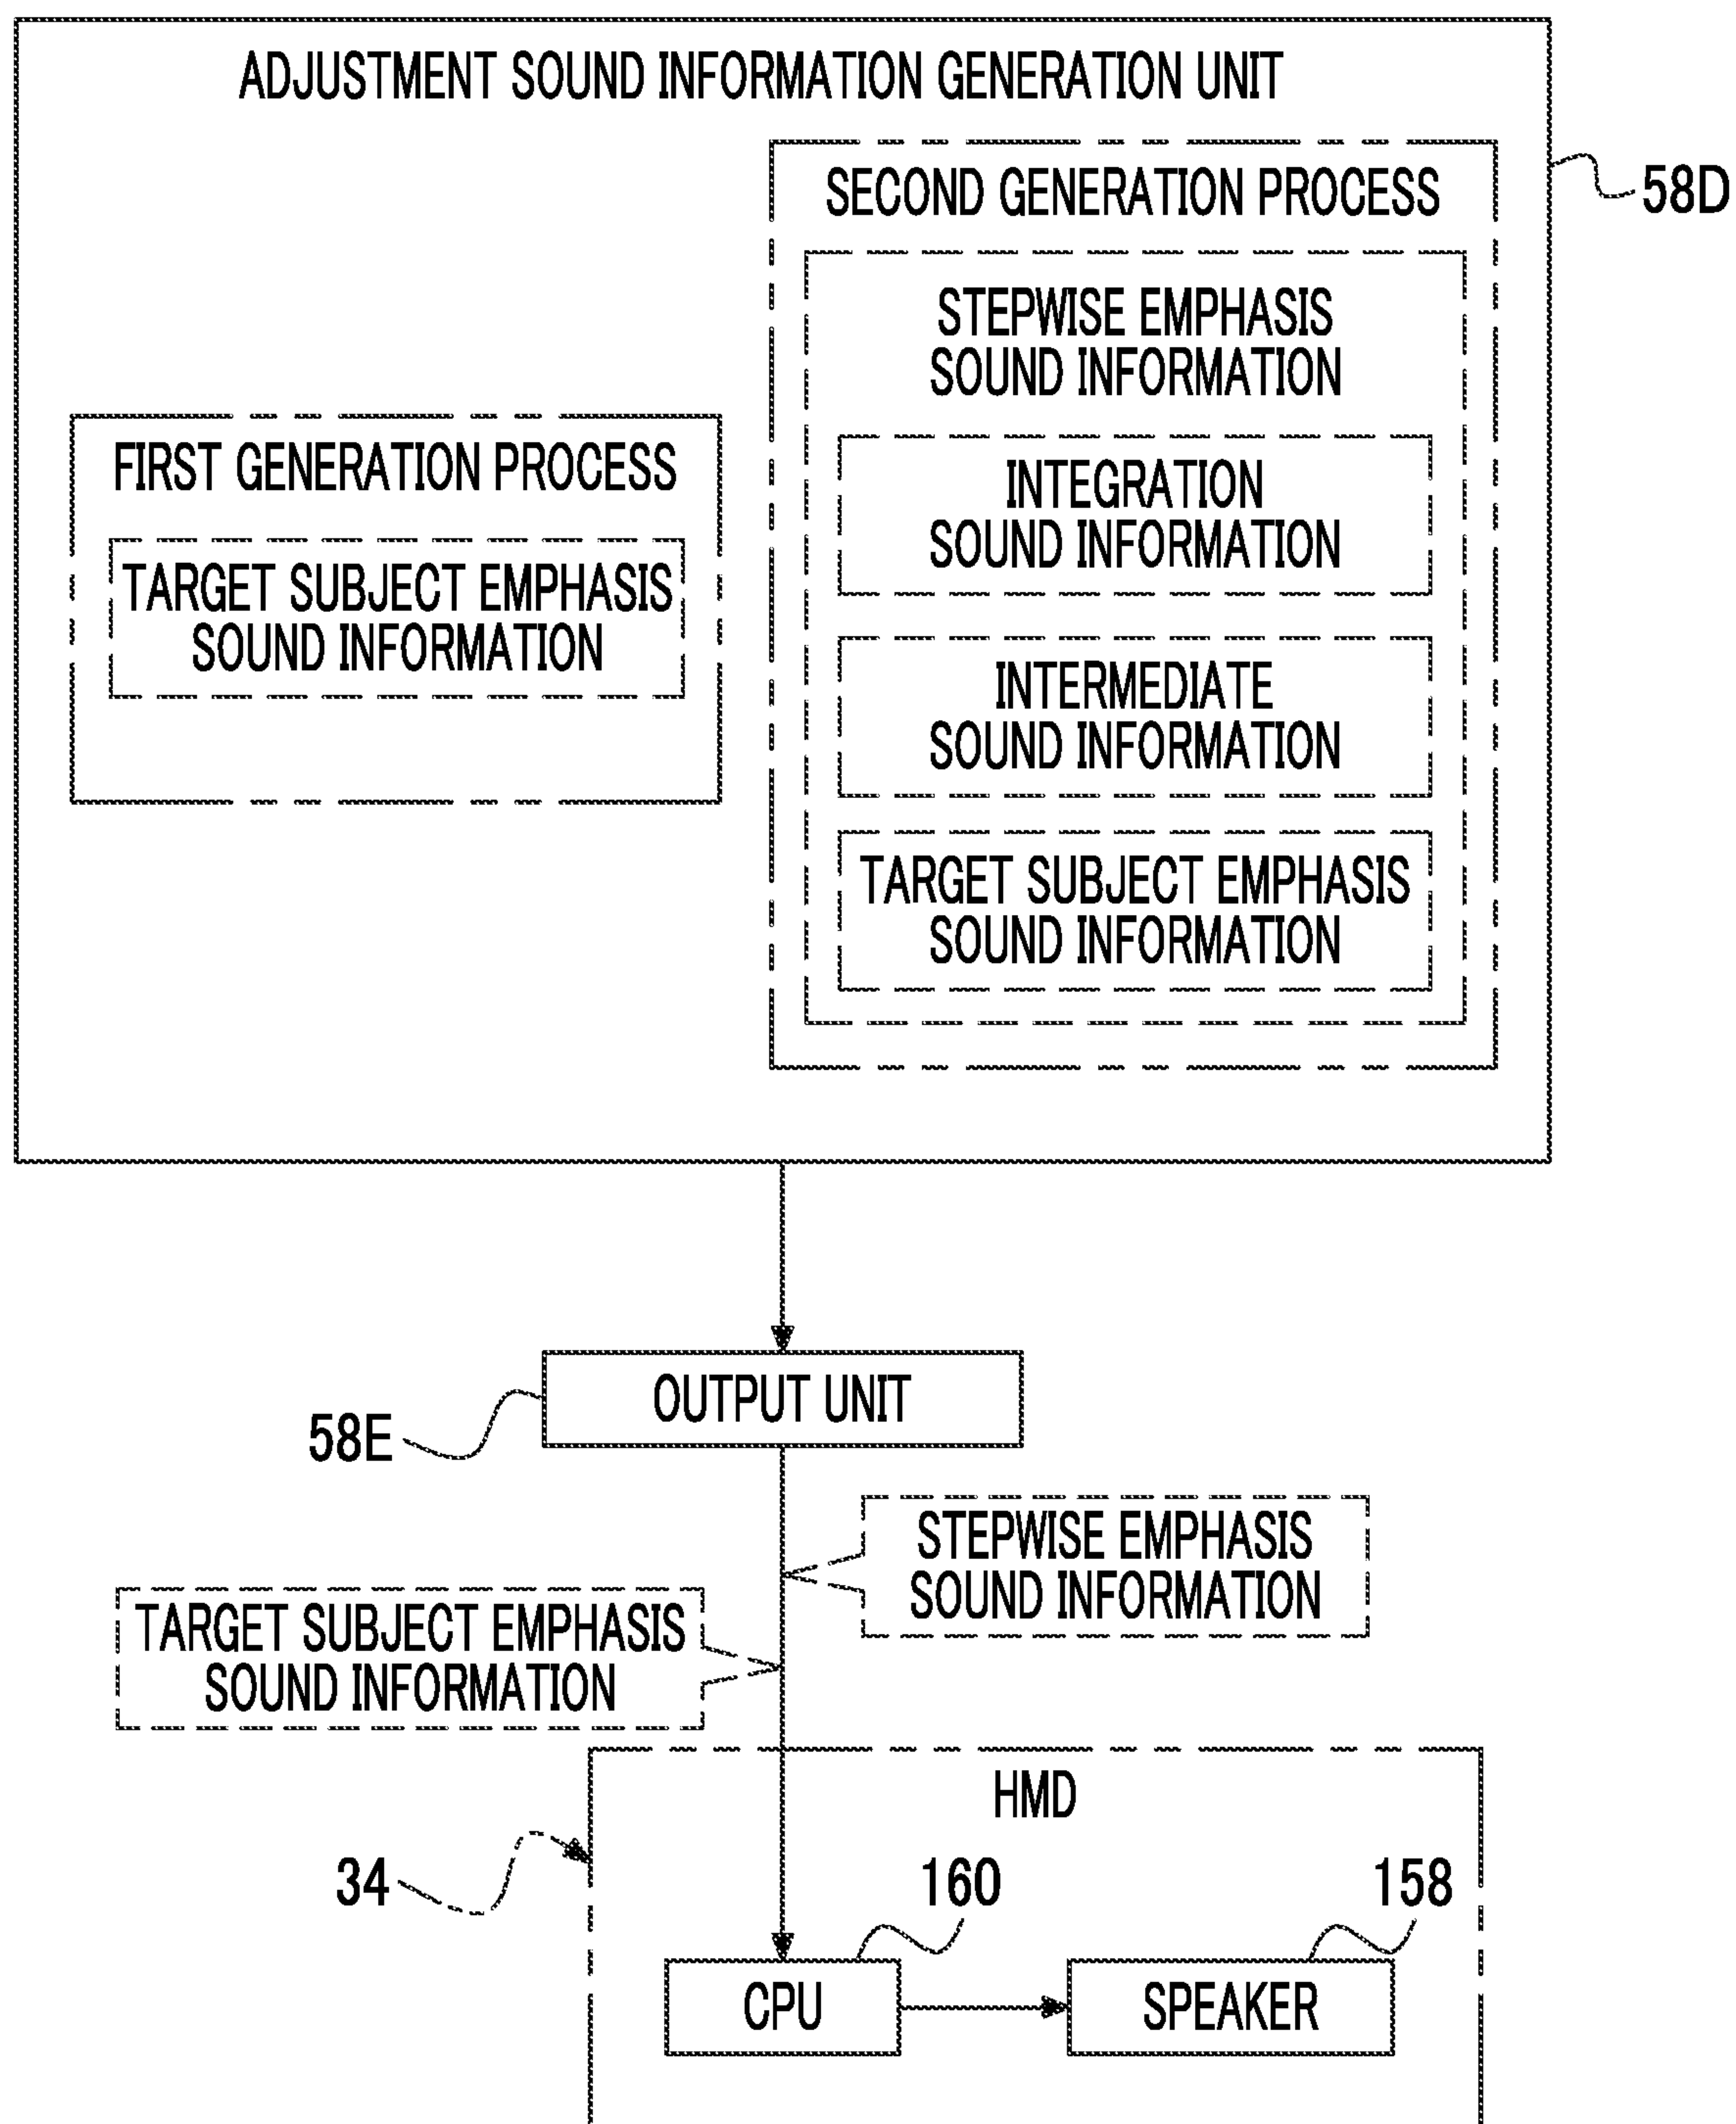 ADJUSTMENT SOUND INFORMATION GENERATION UNIT
58D
SECOND GENERATION PROCESS
STEPWISE EMPHASIS
SOUND INFORMATION
INTEGRATION
SOUND INFORMATION
INTERMEDIATE
SOUND INFORMATION
TARGET SUBJECT EMPHASIS
SOUND INFORMATION
FIRST GENERATION PROCESS
TARGET SUBJECT EMPHASIS
SOUND INFORMATION
OUTPUT UNIT
58E
STEPWISE EMPHASIS
SOUND INFORMATION
TARGET SUBJECT EMPHASIS
SOUND INFORMATION
HMD
34
160
158
CPU
SPEAKER